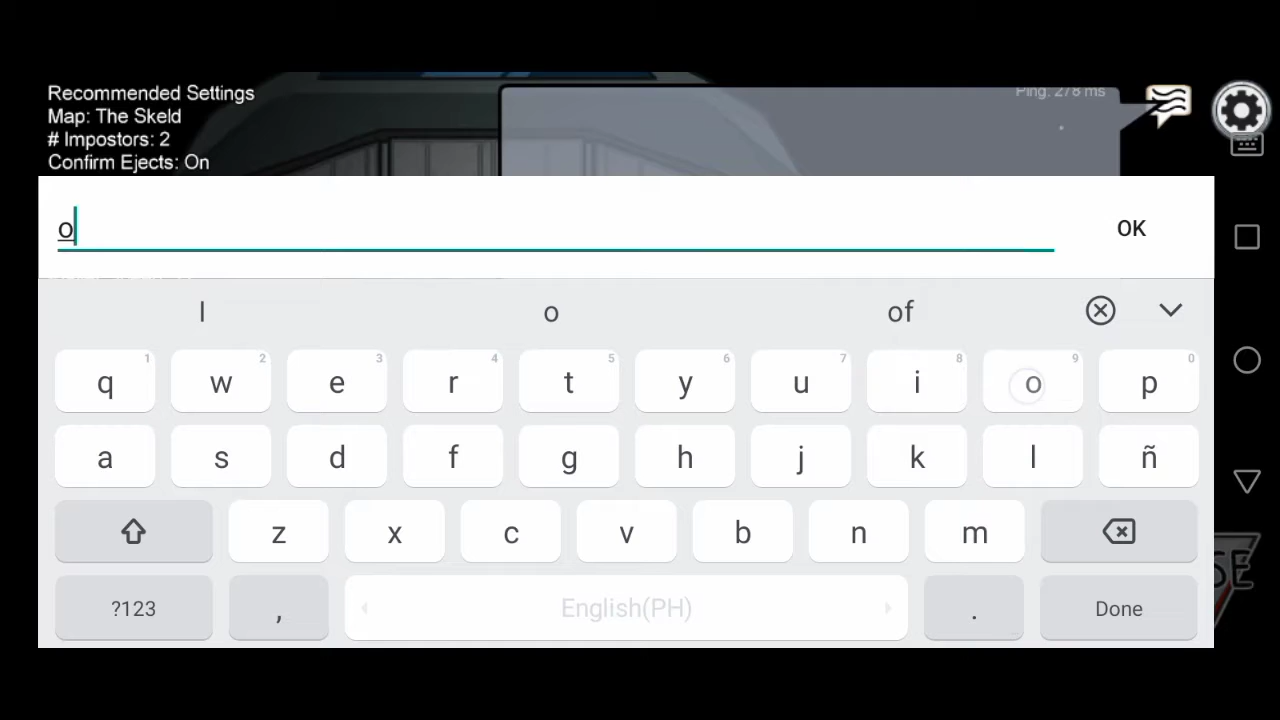 Recommended Settings
Map: The Skeld
# Impostors: 2
Confirm Ejects: On
Ping: 278 ms
o
OK
l o of
q 1 w 2 e 3 r 4 t 5 y 6 u 7 i 8 o 9 p 0
a s d f g h j k l ñ
z x c v b n m
?123 , English(PH) . Done
SE